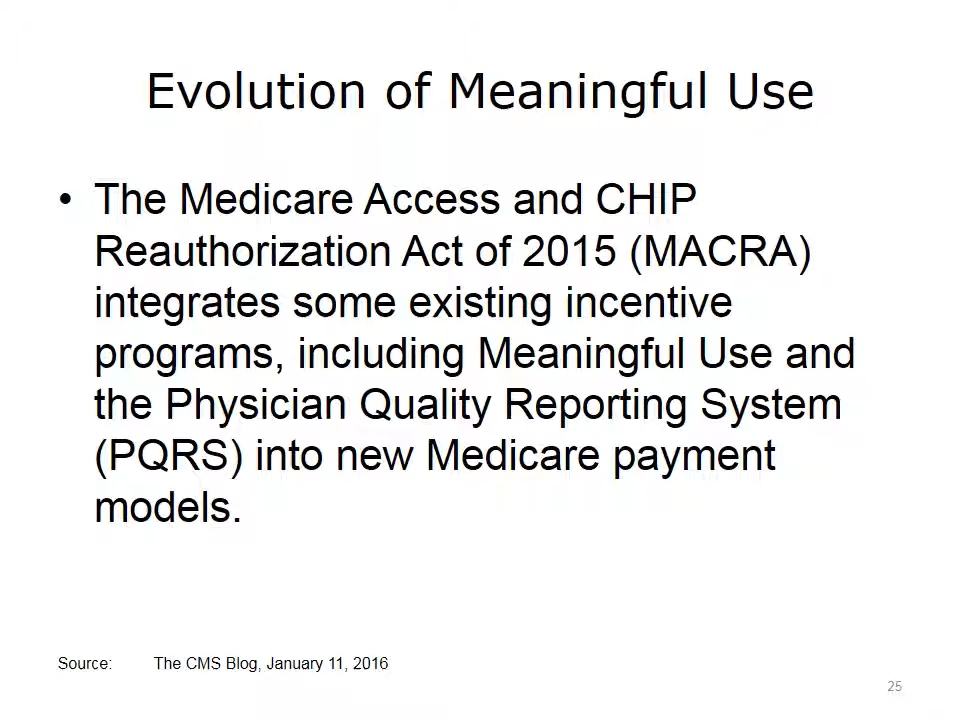 Evolution of Meaningful Use
• The Medicare Access and CHIP
Reauthorization Act of 2015 (MACRA)
integrates some existing incentive
programs, including Meaningful Use and
the Physician Quality Reporting System
(PQRS) into new Medicare payment
models.
Source: The CMS Blog, January 11, 2016
25